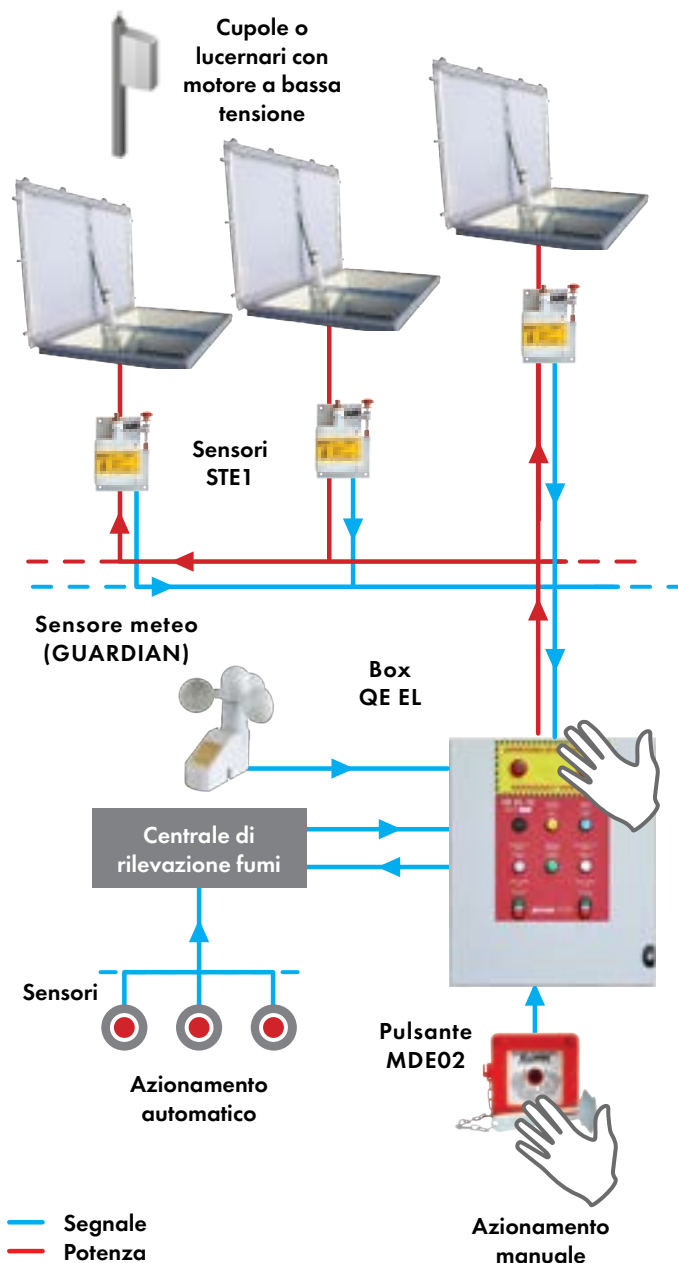 Cupole o
lucernari con
motore a bassa
tensione
Sensori
STE1
Sensore meteo
(GUARDIAN)
Box
QE EL
Centrale di
rilevazione fumi
Sensori
Azionamento
automatico
Pulsante
MDE02
Segnale
Potenza
Azionamento
manuale